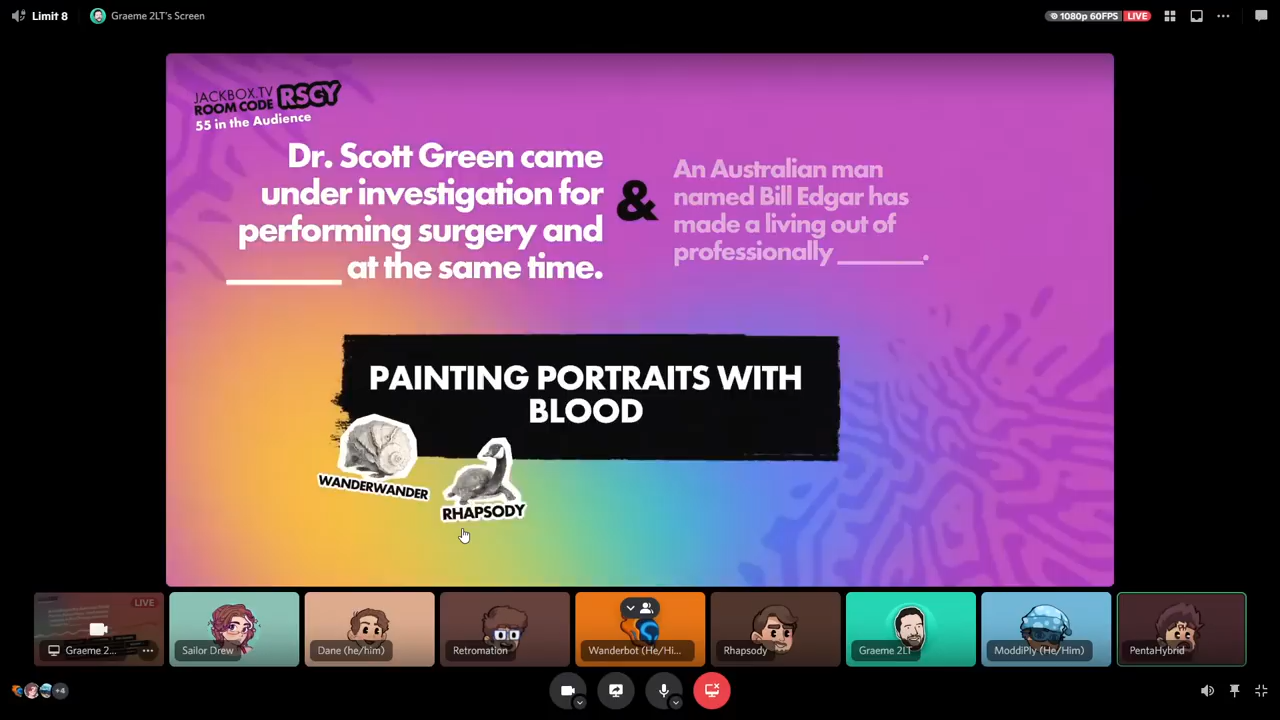 Limit 8
Graeme 2LT's Screen
1080p 60FPS
LIVE
JACKBOX.TV
ROOM CODE RSCY
55 in the Audience
Dr. Scott Green came
under investigation for
performing surgery and
________ at the same time.
&
An Australian man
named Bill Edgar has
made a living out of
professionally ________.
PAINTING PORTRAITS WITH
BLOOD
WANDERWANDER
RHAPSODY
LIVE
Graeme 2...
Sailor Drew
Dane (he/him)
Retromation
Wanderbot (He/Hi...
Rhapsody
Graeme 2LT
ModdiPly (He/Him)
PentaHybrid
+4